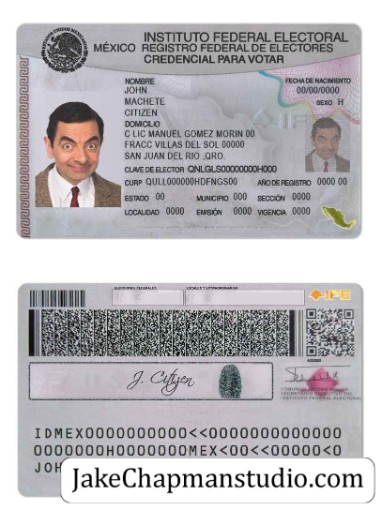 INSTITUTO FEDERAL ELECTORAL
MÉXICO REGISTRO FEDERAL DE ELECTORES
CREDENCIAL PARA VOTAR
NOMBRE
JOHN
MACHETE
CITIZEN
FECHA DE NACIMIENTO
00/00/0000
SEXO H
DOMICILIO
C LIC MANUEL GOMEZ MORIN 00
FRACC VILLAS DEL SOL 00000
SAN JUAN DEL RIO ,QRO.
CLAVE DE ELECTOR QNLGLS00000000H000
CURP QULL000000HDFNGS00 AÑO DE REGISTRO 0000 00
ESTADO 00 MUNICIPIO 000 SECCIÓN 0000
LOCALIDAD 0000 EMISIÓN 0000 VIGENCIA 0000
IFE
J. Citizen
IDMEX0000000000<<0000000000000
0000000H0000000MEX<00<<00000<0
JOH
JakeChapmanstudio.com